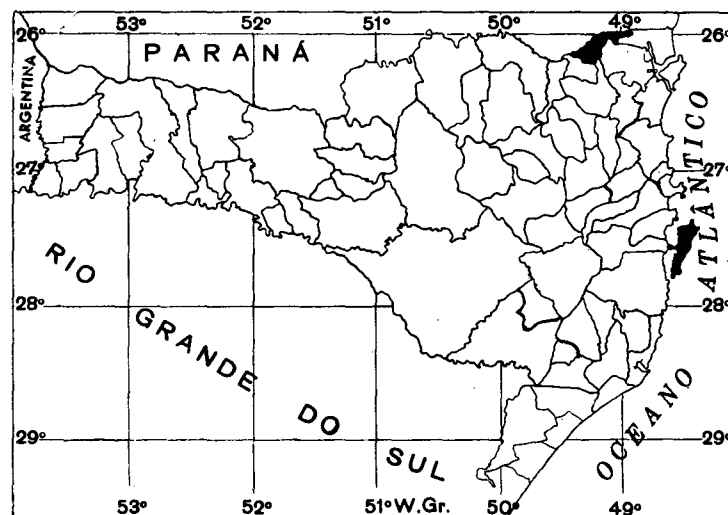 53° 52° 51° 50° 49°
26° 26°
PARANÁ
ARGENTINA
27° 27°
ATLÂNTICO
RIO GRANDE DO SUL
28° 28°
OCEANO
29° 29°
53° 52° 51° W.Gr. 50° 49°